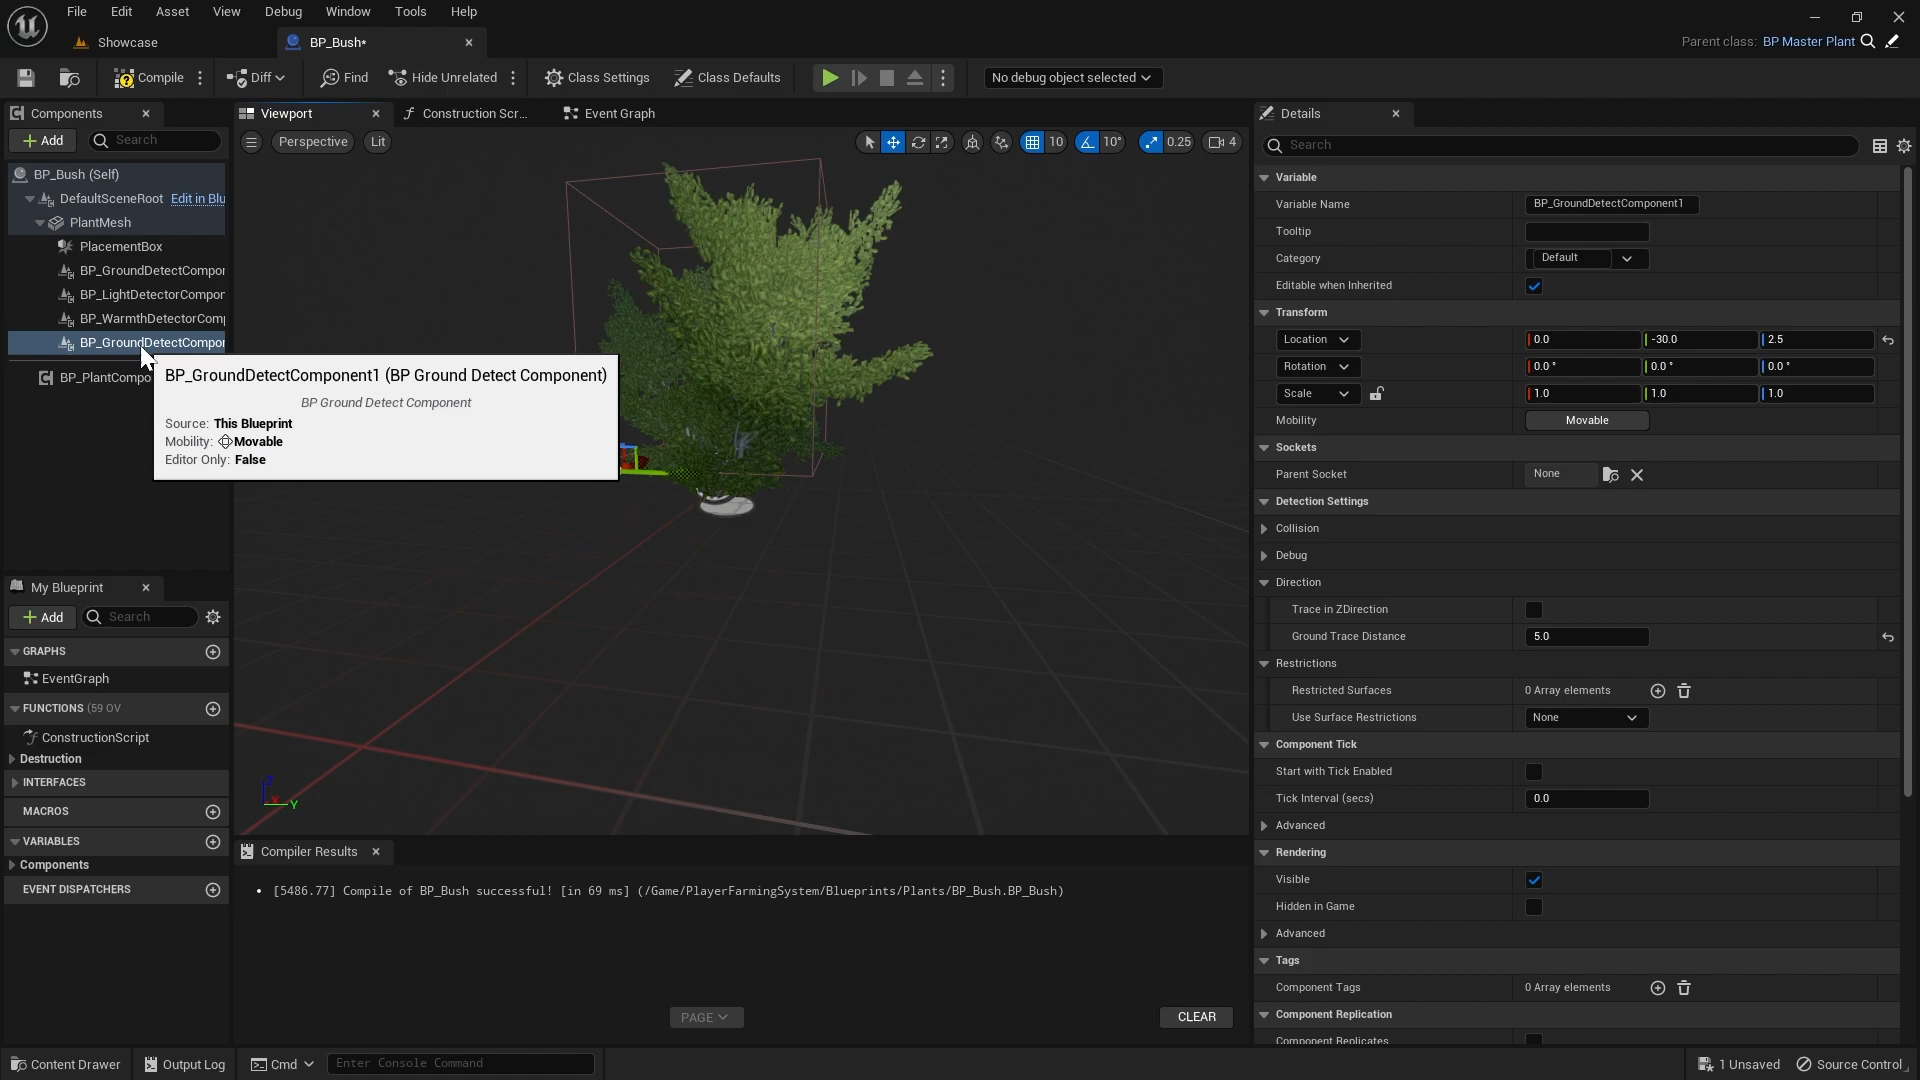 File Edit Asset View Debug Window Tools Help
Showcase
BP_Bush*
Parent class: BP Master Plant
Compile
Diff
Find
Hide Unrelated
Class Settings
Class Defaults
No debug object selected
Components
Add
Search
BP_Bush (Self)
DefaultSceneRoot Edit in Blu
PlantMesh
PlacementBox
BP_GroundDetectCompor
BP_LightDetectorCompor
BP_WarmthDetectorComp
BP_GroundDetectCompor
BP_PlantCompo
BP_GroundDetectComponent1 (BP Ground Detect Component)
BP Ground Detect Component
Source: This Blueprint
Mobility: Movable
Editor Only: False
My Blueprint
Add
Search
GRAPHS
EventGraph
FUNCTIONS (59 OV
ConstructionScript
Destruction
INTERFACES
MACROS
VARIABLES
Components
EVENT DISPATCHERS
Viewport
Construction Scr...
Event Graph
Perspective
Lit
10
10°
0.25
4
Z
X
Y
Compiler Results
• [5486.77] Compile of BP_Bush successful! [in 69 ms] (/Game/PlayerFarmingSystem/Blueprints/Plants/BP_Bush.BP_Bush)
PAGE
CLEAR
Details
Search
Variable
Variable Name BP_GroundDetectComponent1
Tooltip
Category Default
Editable when Inherited
Transform
Location 0.0 -30.0 2.5
Rotation 0.0 ° 0.0 ° 0.0 °
Scale 1.0 1.0 1.0
Mobility Movable
Sockets
Parent Socket None
Detection Settings
Collision
Debug
Direction
Trace in ZDirection
Ground Trace Distance 5.0
Restrictions
Restricted Surfaces 0 Array elements
Use Surface Restrictions None
Component Tick
Start with Tick Enabled
Tick Interval (secs) 0.0
Advanced
Rendering
Visible
Hidden in Game
Advanced
Tags
Component Tags 0 Array elements
Component Replication
Component Replicates
Content Drawer
Output Log
Cmd
Enter Console Command
1 Unsaved
Source Control